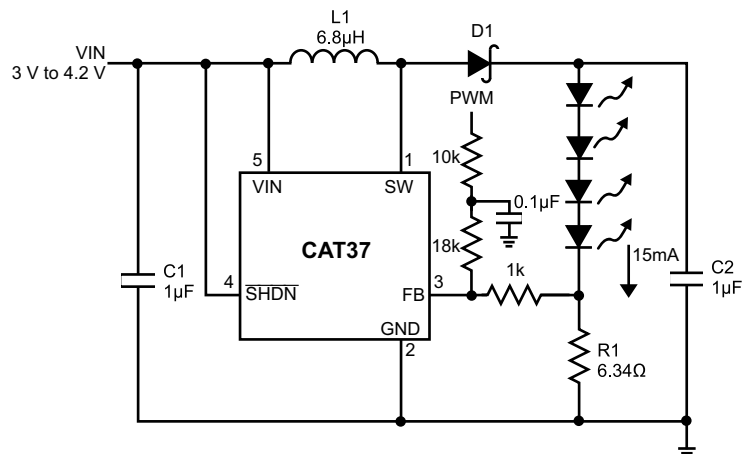 L1
6.8µH
D1
VIN
3 V to 4.2 V
PWM
10k
0.1µF
5
1
VIN
SW
CAT37
18k
15mA
C1
1µF
4
SHDN
FB
3
1k
C2
1µF
GND
2
R1
6.34Ω